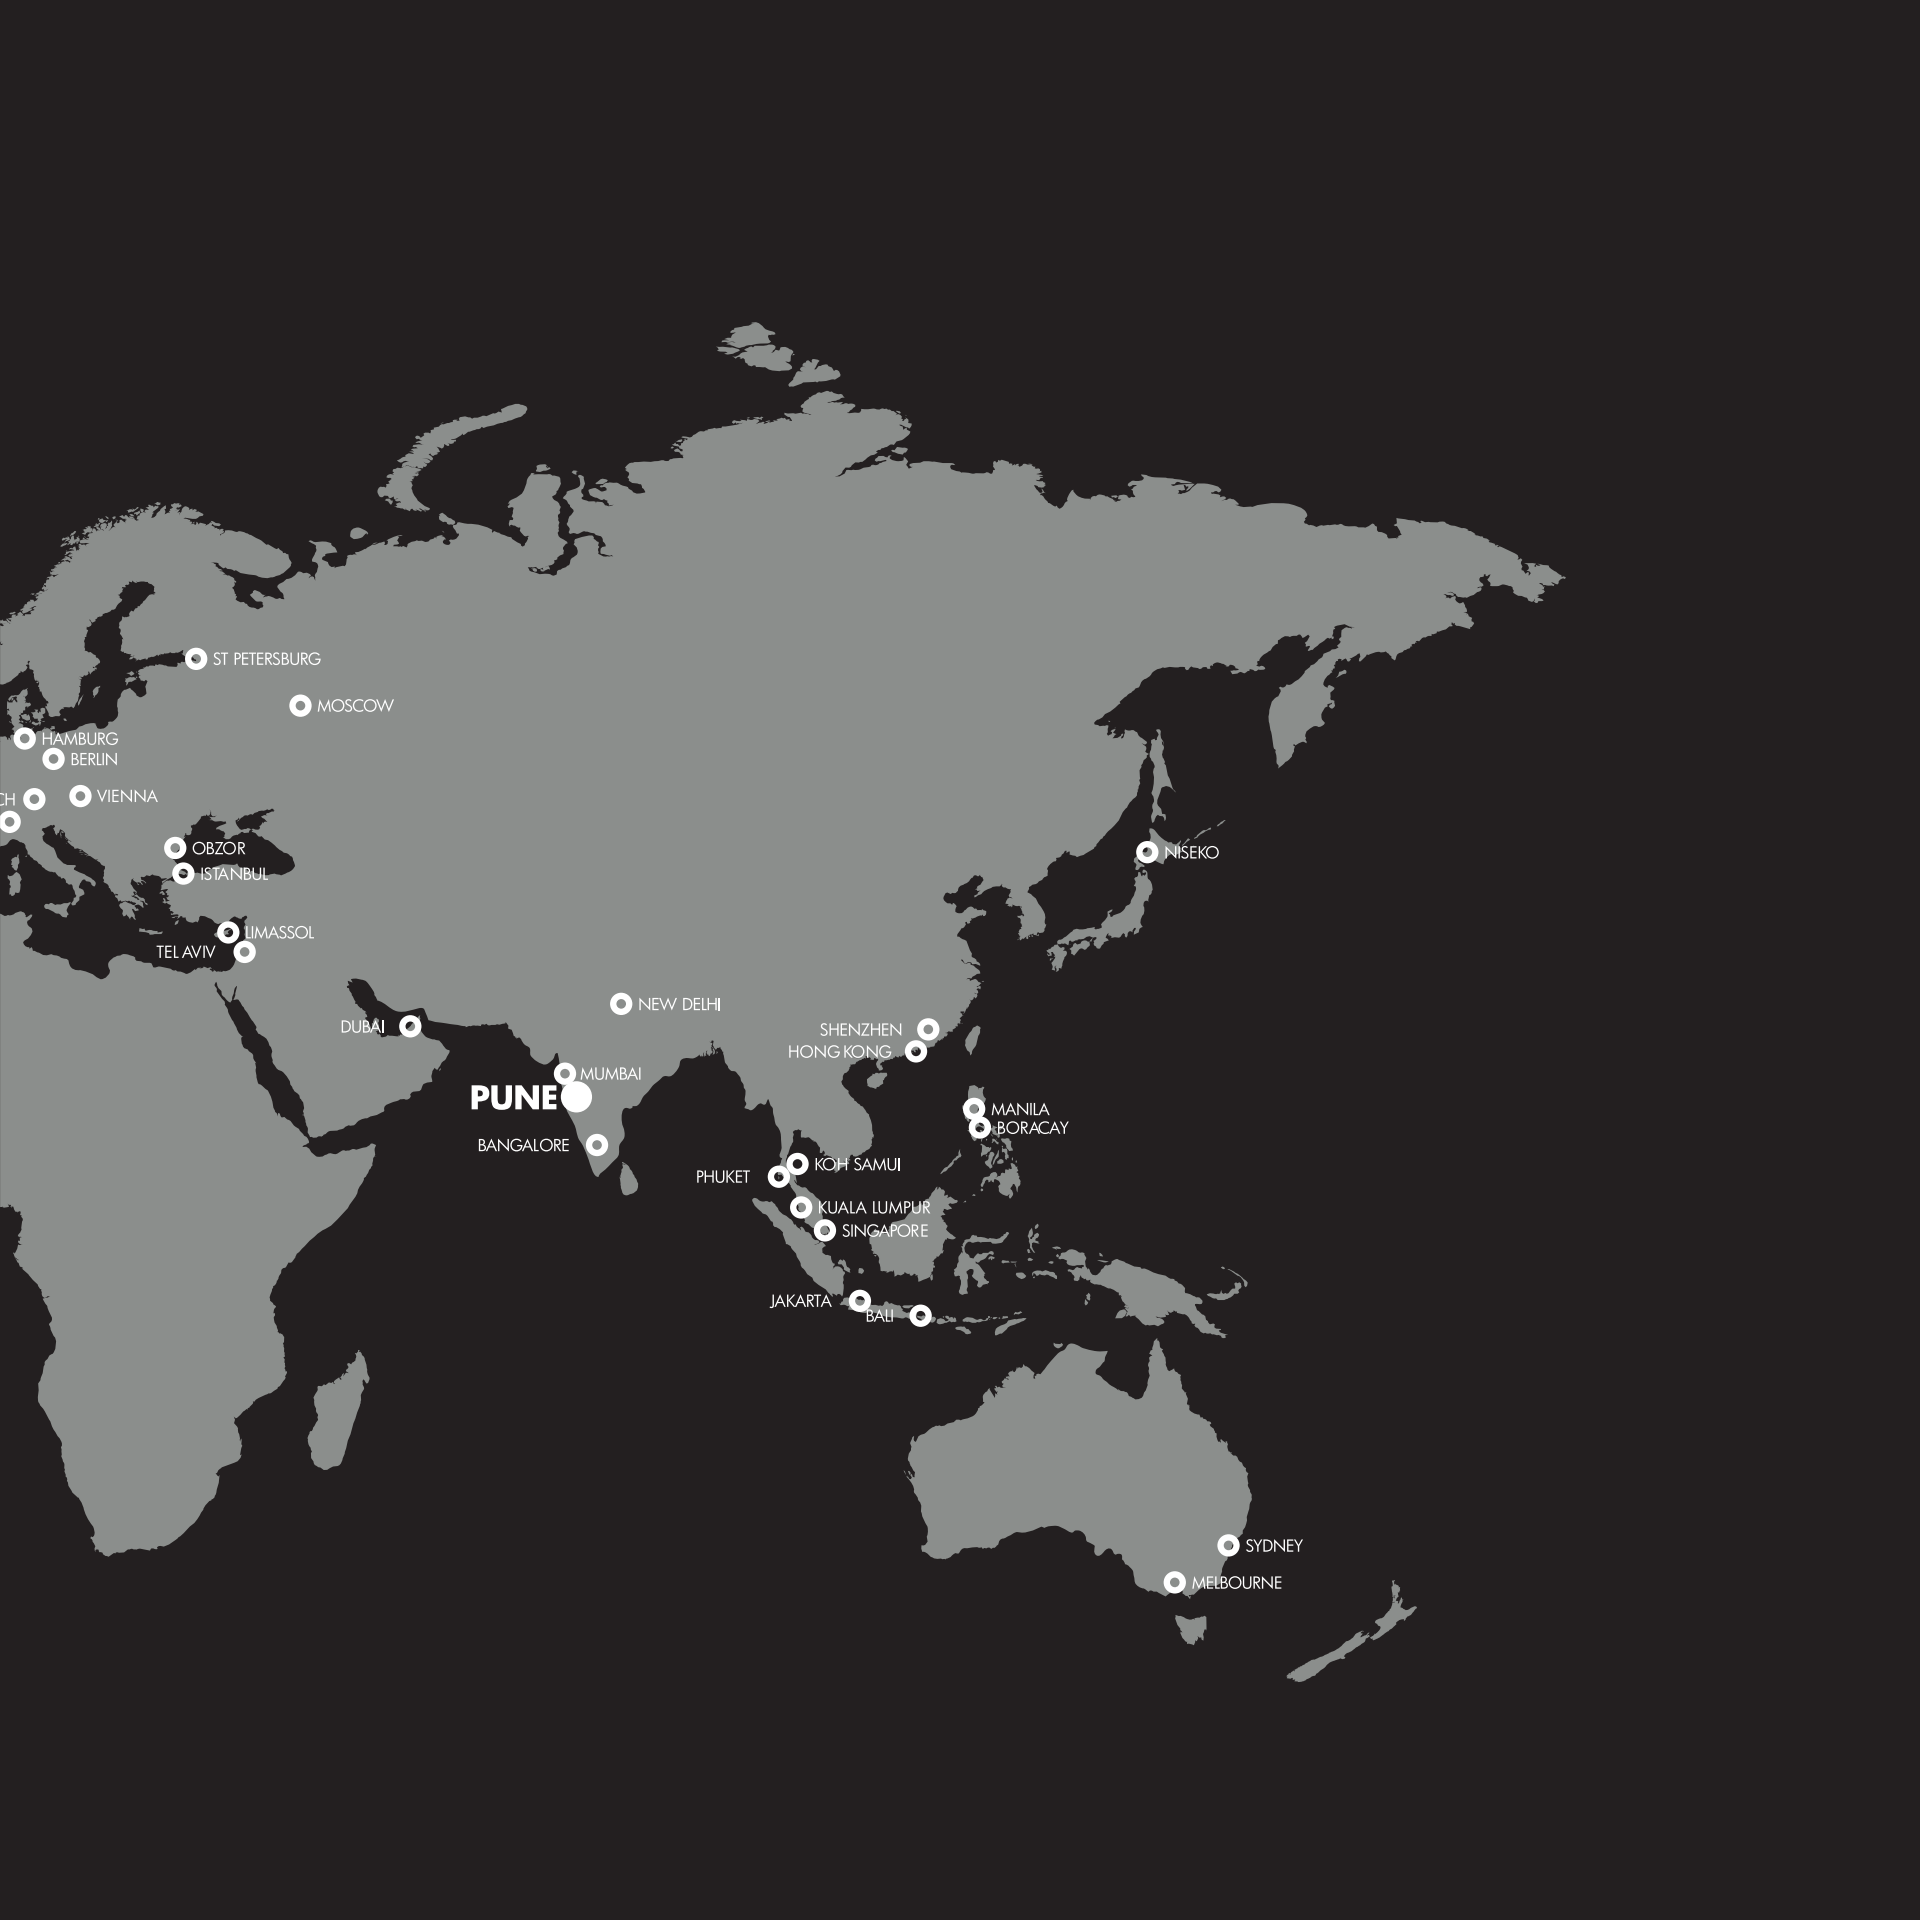 ST PETERSBURG
MOSCOW
HAMBURG
BERLIN
VIENNA
CH
OBZOR
NISEKO
ISTANBUL
LIMASSOL
TEL AVIV
NEW DELHI
DUBAI
SHENZHEN
HONG KONG
MUMBAI
PUNE
MANILA
BORACAY
BANGALORE
KOH SAMUI
PHUKET
KUALA LUMPUR
SINGAPORE
JAKARTA
BALI
SYDNEY
MELBOURNE